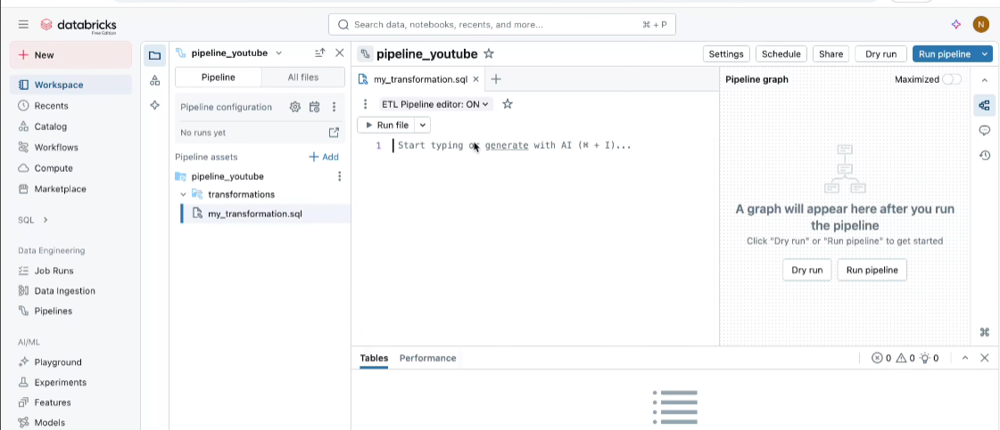 databricks
Free Edition
Search data, notebooks, recents, and more...
⌘ + P
N
New
Workspace
Recents
Catalog
Workflows
Compute
Marketplace
SQL
Data Engineering
Job Runs
Data Ingestion
Pipelines
AI/ML
Playground
Experiments
Features
Models
pipeline_youtube
Pipeline
All files
Pipeline configuration
No runs yet
Pipeline assets
+ Add
pipeline_youtube
transformations
my_transformation.sql
pipeline_youtube
Settings
Schedule
Share
Dry run
Run pipeline
my_transformation.sql
ETL Pipeline editor: ON
Run file
1
Start typing or generate with AI (⌘ + I)...
Pipeline graph
Maximized
A graph will appear here after you run
the pipeline
Click "Dry run" or "Run pipeline" to get started
Dry run
Run pipeline
Tables
Performance
0
0
0